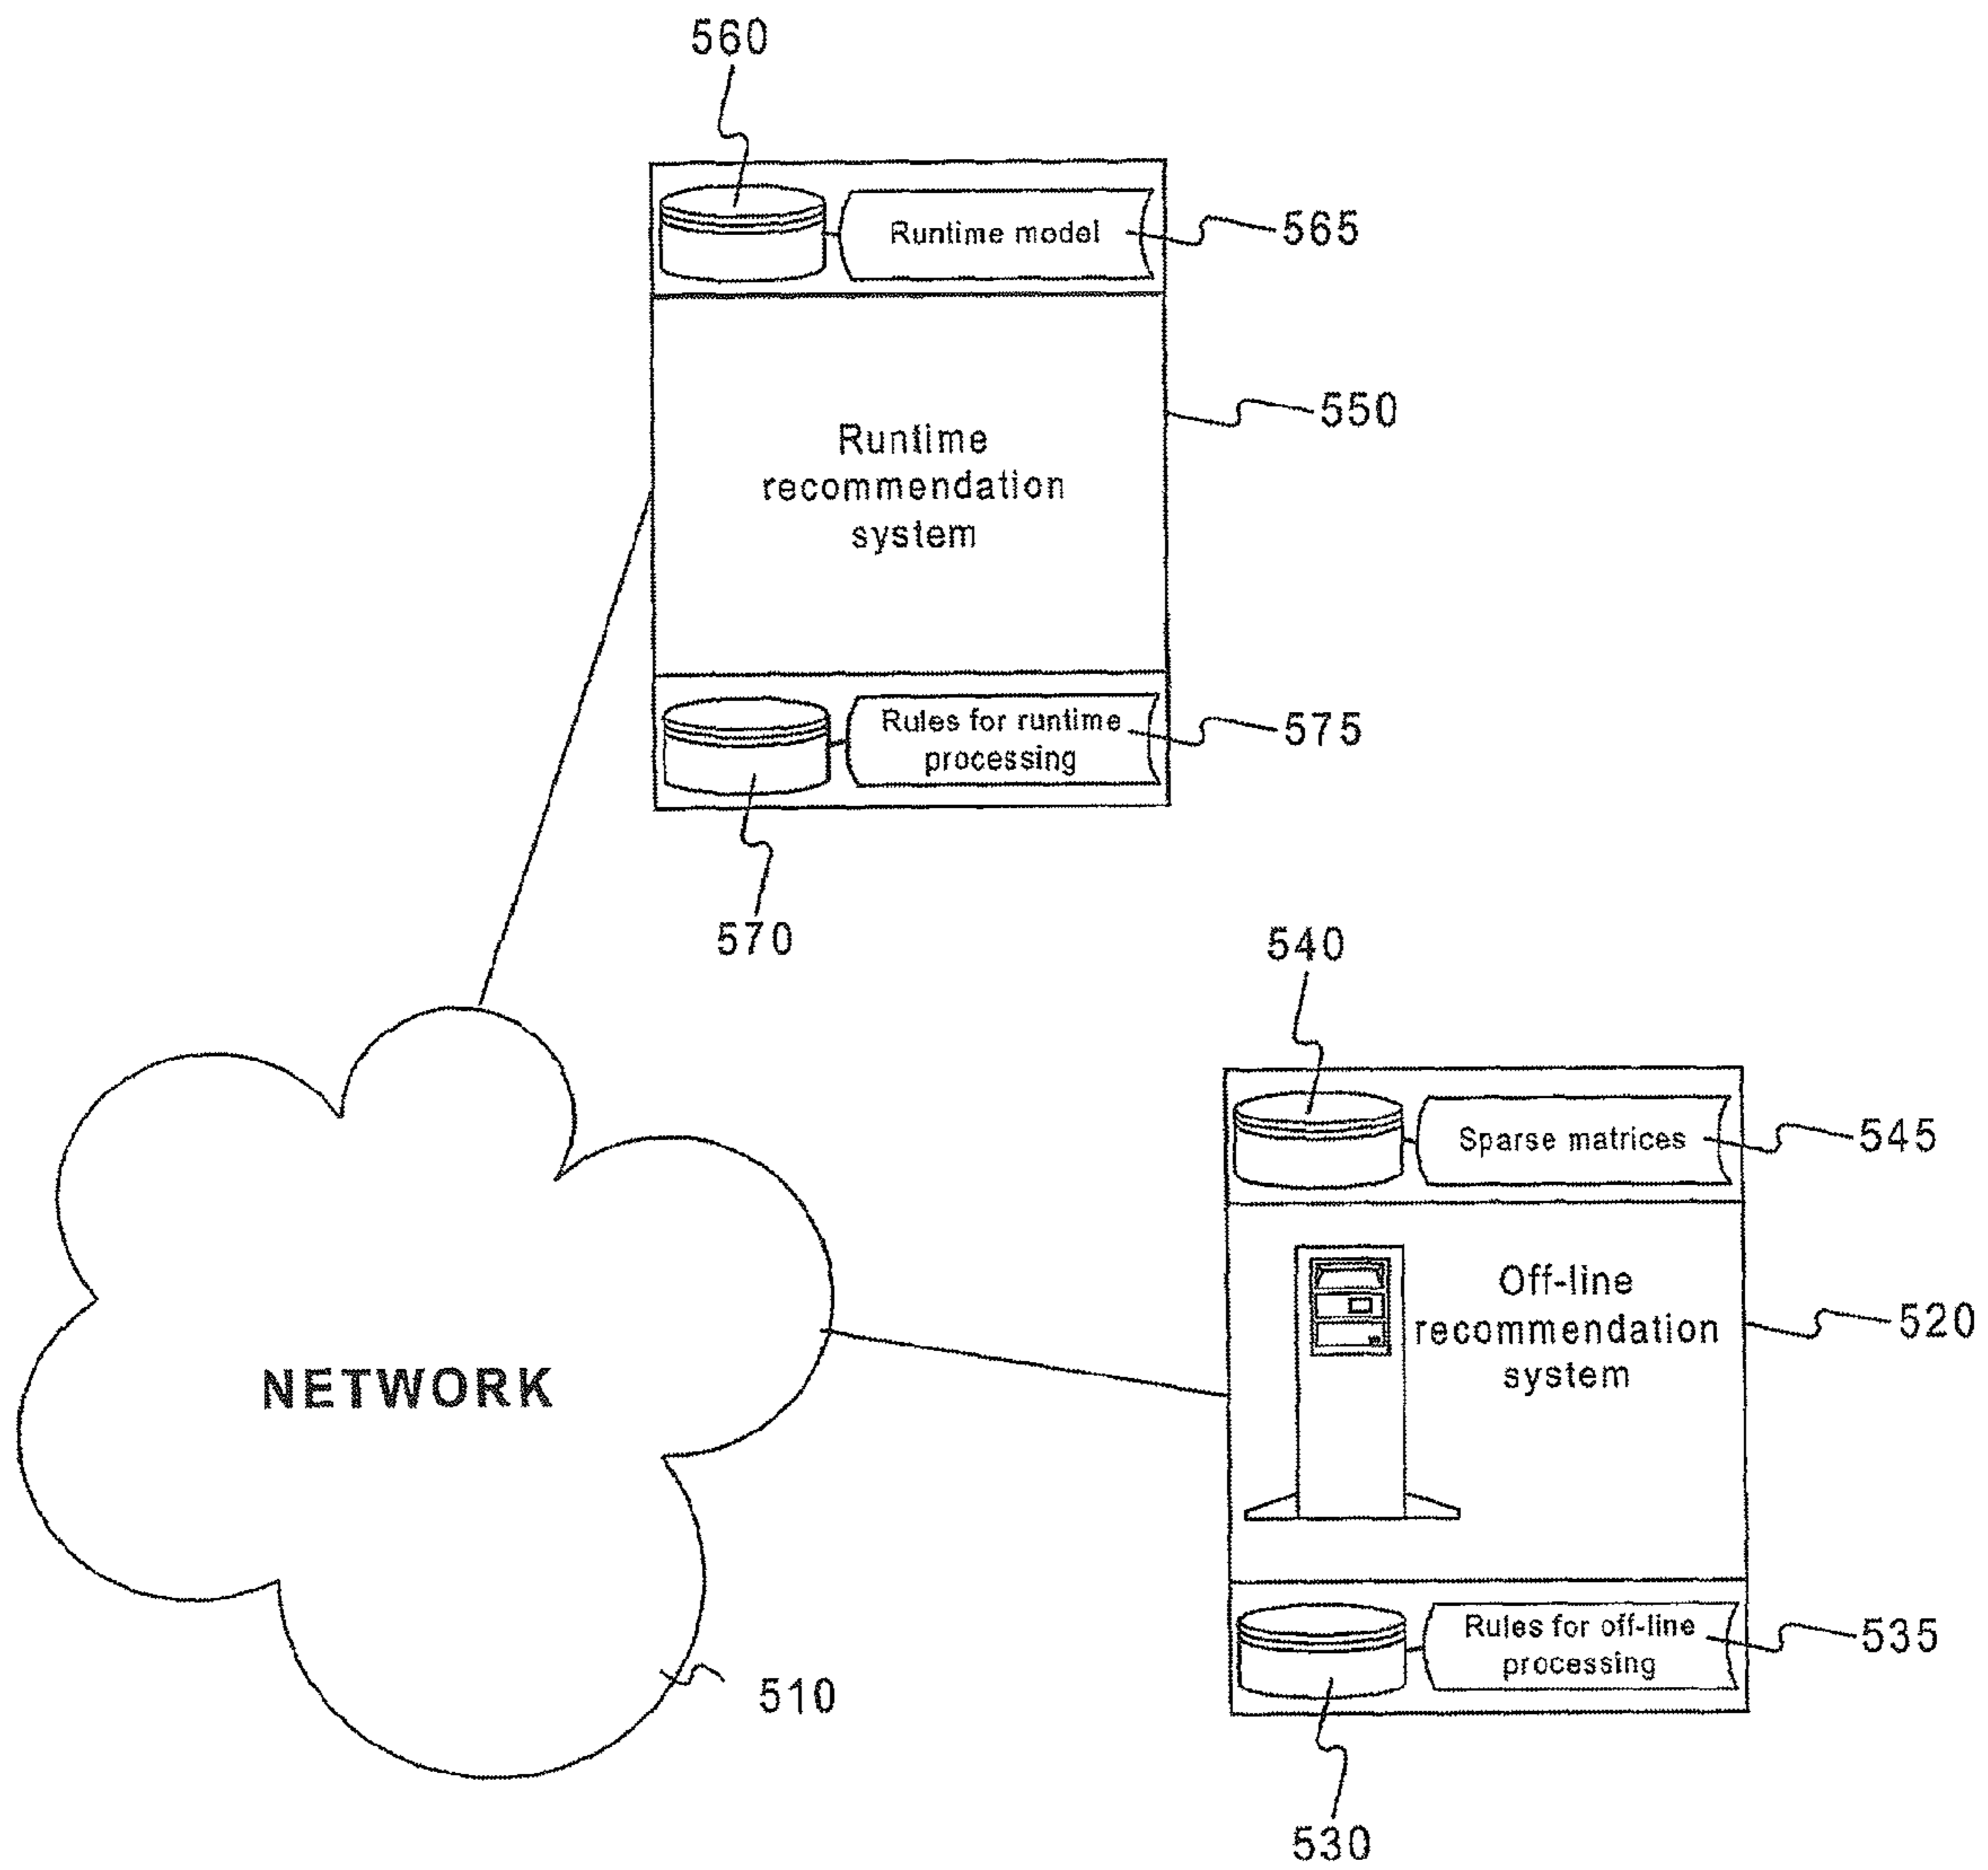 560
Runtime model
565
550
Runtime
recommendation
system
Rules for runtime
processing
575
570
540
Sparse matrices
545
Off-line
recommendation
system
520
NETWORK
510
Rules for off-line
processing
535
530